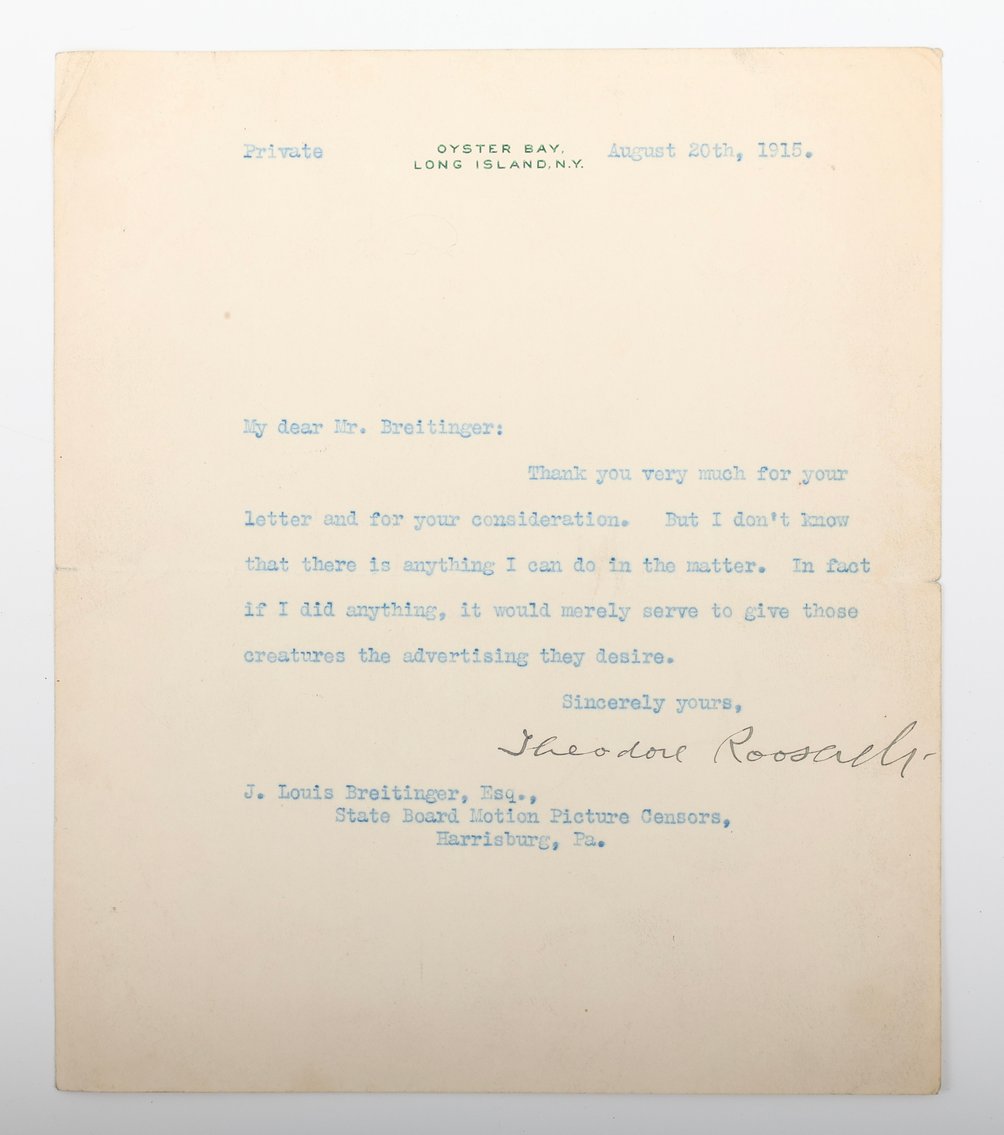 Private OYSTER BAY, August 20th, 1915.
LONG ISLAND, N.Y.
My dear Mr. Breitinger:
Thank you very much for your
letter and for your consideration. But I don't know
that there is anything I can do in the matter. In fact
if I did anything, it would merely serve to give those
creatures the advertising they desire.
Sincerely yours,
Theodore Roosevelt
J. Louis Breitinger, Esq.,
State Board Motion Picture Censors,
Harrisburg, Pa.